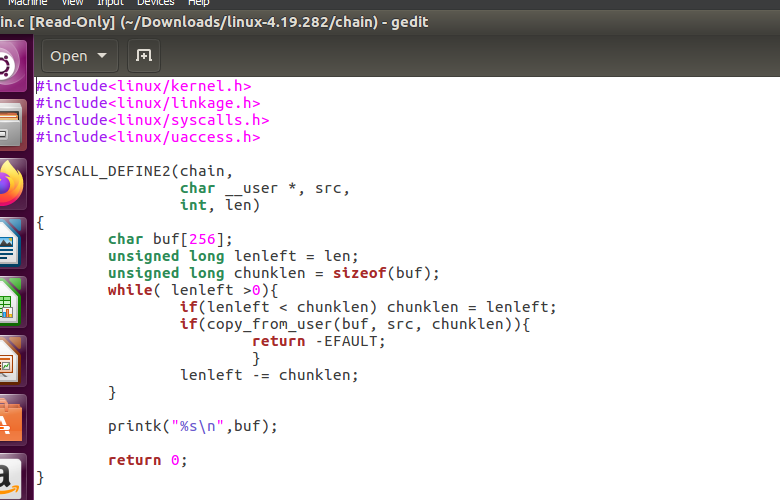 Machine View Input Devices Help
in.c [Read-Only] (~/Downloads/linux-4.19.282/chain) - gedit
Open
#include<linux/kernel.h>
#include<linux/linkage.h>
#include<linux/syscalls.h>
#include<linux/uaccess.h>
SYSCALL_DEFINE2(chain,
char __user *, src,
int, len)
{
char buf[256];
unsigned long lenleft = len;
unsigned long chunklen = sizeof(buf);
while( lenleft >0){
if(lenleft < chunklen) chunklen = lenleft;
if(copy_from_user(buf, src, chunklen)){
return -EFAULT;
}
lenleft -= chunklen;
}
printk("%s\n",buf);
return 0;
}